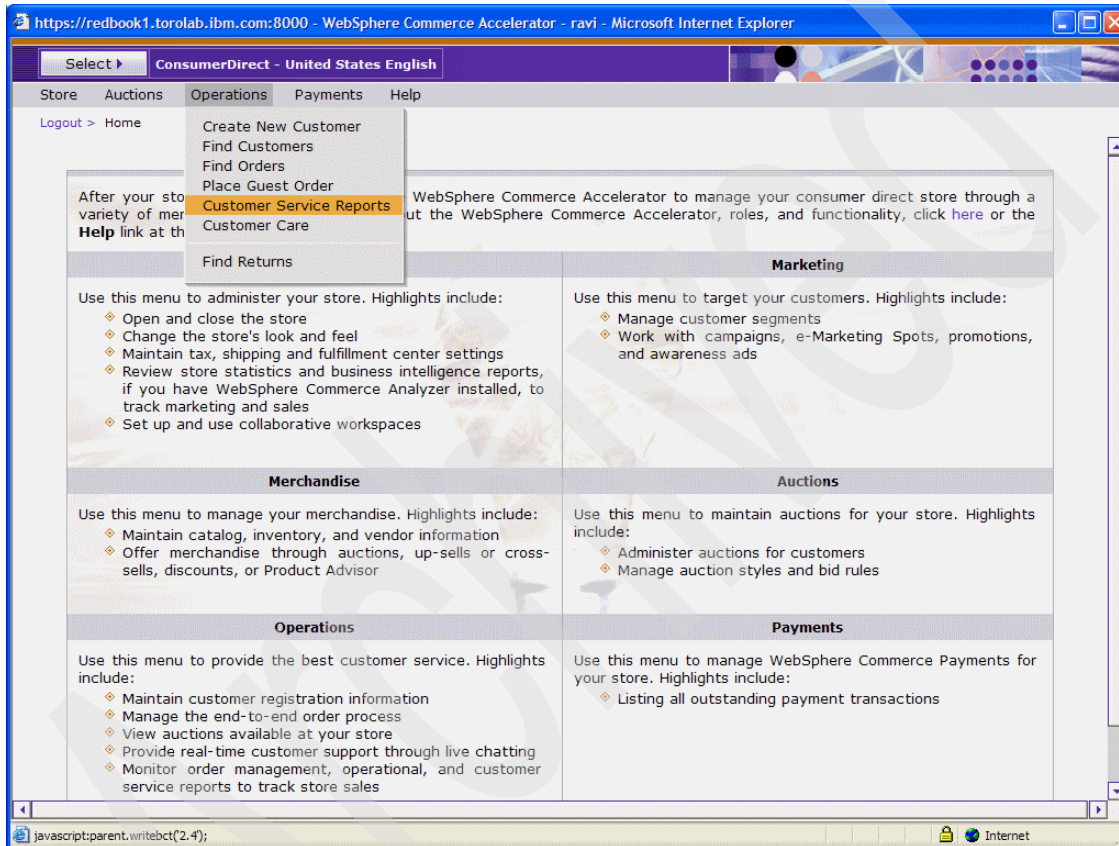 https://redbook1.torolab.ibm.com:8000 - WebSphere Commerce Accelerator - ravi - Microsoft Internet Explorer
Select ConsumerDirect - United States English
Store Auctions Operations Payments Help
Logout > Home
Create New Customer
Find Customers
Find Orders
Place Guest Order
Customer Service Reports
Customer Care
Find Returns
After your sto WebSphere Commerce Accelerator to manage your consumer direct store through a
variety of mer ut the WebSphere Commerce Accelerator, roles, and functionality, click here or the
Help link at th
Marketing
Use this menu to administer your store. Highlights include:
Open and close the store
Change the store's look and feel
Maintain tax, shipping and fulfillment center settings
Review store statistics and business intelligence reports,
if you have WebSphere Commerce Analyzer installed, to
track marketing and sales
Set up and use collaborative workspaces
Use this menu to target your customers. Highlights include:
Manage customer segments
Work with campaigns, e-Marketing Spots, promotions,
and awareness ads
Merchandise
Use this menu to manage your merchandise. Highlights include:
Maintain catalog, inventory, and vendor information
Offer merchandise through auctions, up-sells or cross-
sells, discounts, or Product Advisor
Auctions
Use this menu to maintain auctions for your store. Highlights
include:
Administer auctions for customers
Manage auction styles and bid rules
Operations
Use this menu to provide the best customer service. Highlights
include:
Maintain customer registration information
Manage the end-to-end order process
View auctions available at your store
Provide real-time customer support through live chatting
Monitor order management, operational, and customer
service reports to track store sales
Payments
Use this menu to manage WebSphere Commerce Payments for
your store. Highlights include:
Listing all outstanding payment transactions
javascript:parent.writebct('2.4');
Internet
Archived